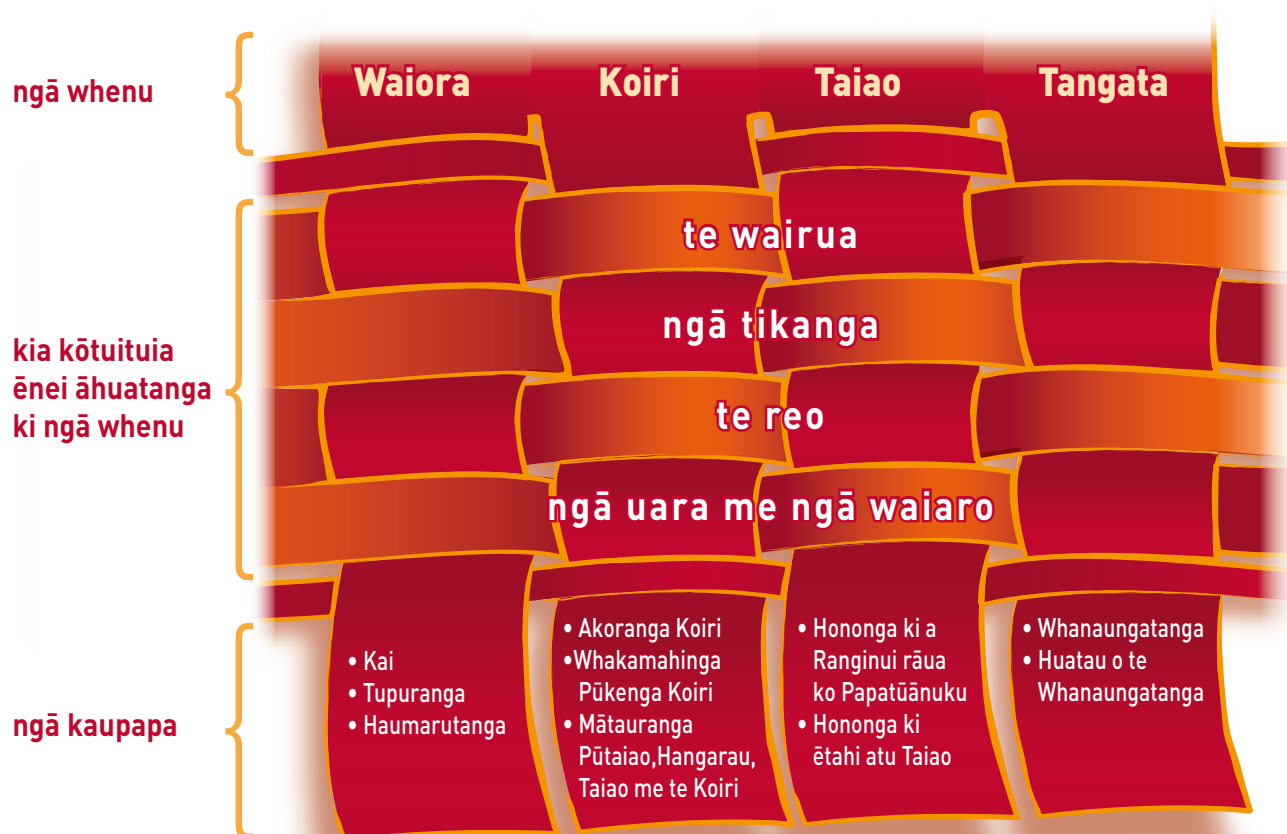 ngā whenu
Waiora
Koiri
Taiao
Tangata
kia kōtuituia
ēnei āhuatanga
ki ngā whenu
te wairua
ngā tikanga
te reo
ngā uara me ngā waiaro
ngā kaupapa
• Kai
• Tupuranga
• Haumarutanga
• Akoranga Koiri
•Whakamahinga
Pūkenga Koiri
• Mātauranga
Pūtaiao,Hangarau,
Taiao me te Koiri
• Hononga ki a
Ranginui rāua
ko Papatūānuku
• Hononga ki
ētahi atu Taiao
• Whanaungatanga
• Huatau o te
Whanaungatanga